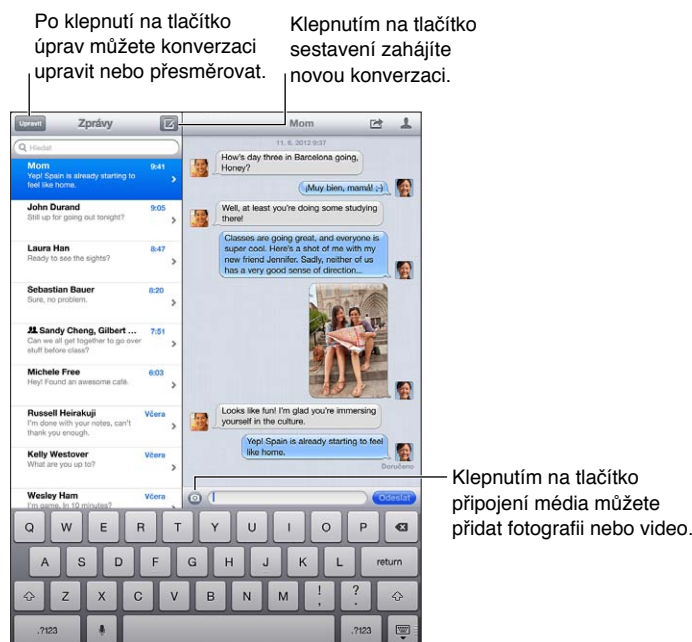 Po klepnutí na tlačítko
úprav můžete konverzaci
upravit nebo přesměrovat.
Klepnutím na tlačítko
sestavení zahájíte
novou konverzaci.
Upravit
Zprávy
Hledat
Mom 9:41
Yep! Spain is already starting to
feel like home.
John Durand 9:05
Still up for going out tonight?
Laura Han 8:47
Ready to see the sights?
Sebastian Bauer 8:20
Sure, no problem.
Sandy Cheng, Gilbert ... 7:51
Can we all get together to go over
stuff before class?
Michele Free 6:03
Hey! Found an awesome café.
Russell Heirakuji Včera
I'm done with your notes, can't
thank you enough.
Kelly Westover Včera
What are you up to?
Wesley Ham Včera
I'm game. In 10 minutes?
Mom
11. 6. 2012 9:37
How's day three in Barcelona going,
Honey?
¡Muy bien, mamá! ;-)
Well, at least you're doing some studying
there!
Classes are going great, and everyone is
super cool. Here's a shot of me with my
new friend Jennifer. Sadly, neither of us
has a very good sense of direction...
Looks like fun! I'm glad you're immersing
yourself in the culture.
Yep! Spain is already starting to feel
like home.
Doručeno
Odeslat
Klepnutím na tlačítko
připojení média můžete
přidat fotografii nebo video.
Q W E R T Y U I O P
A S D F G H J K L return
Z X C V B N M ! , ? .
.?123 .?123